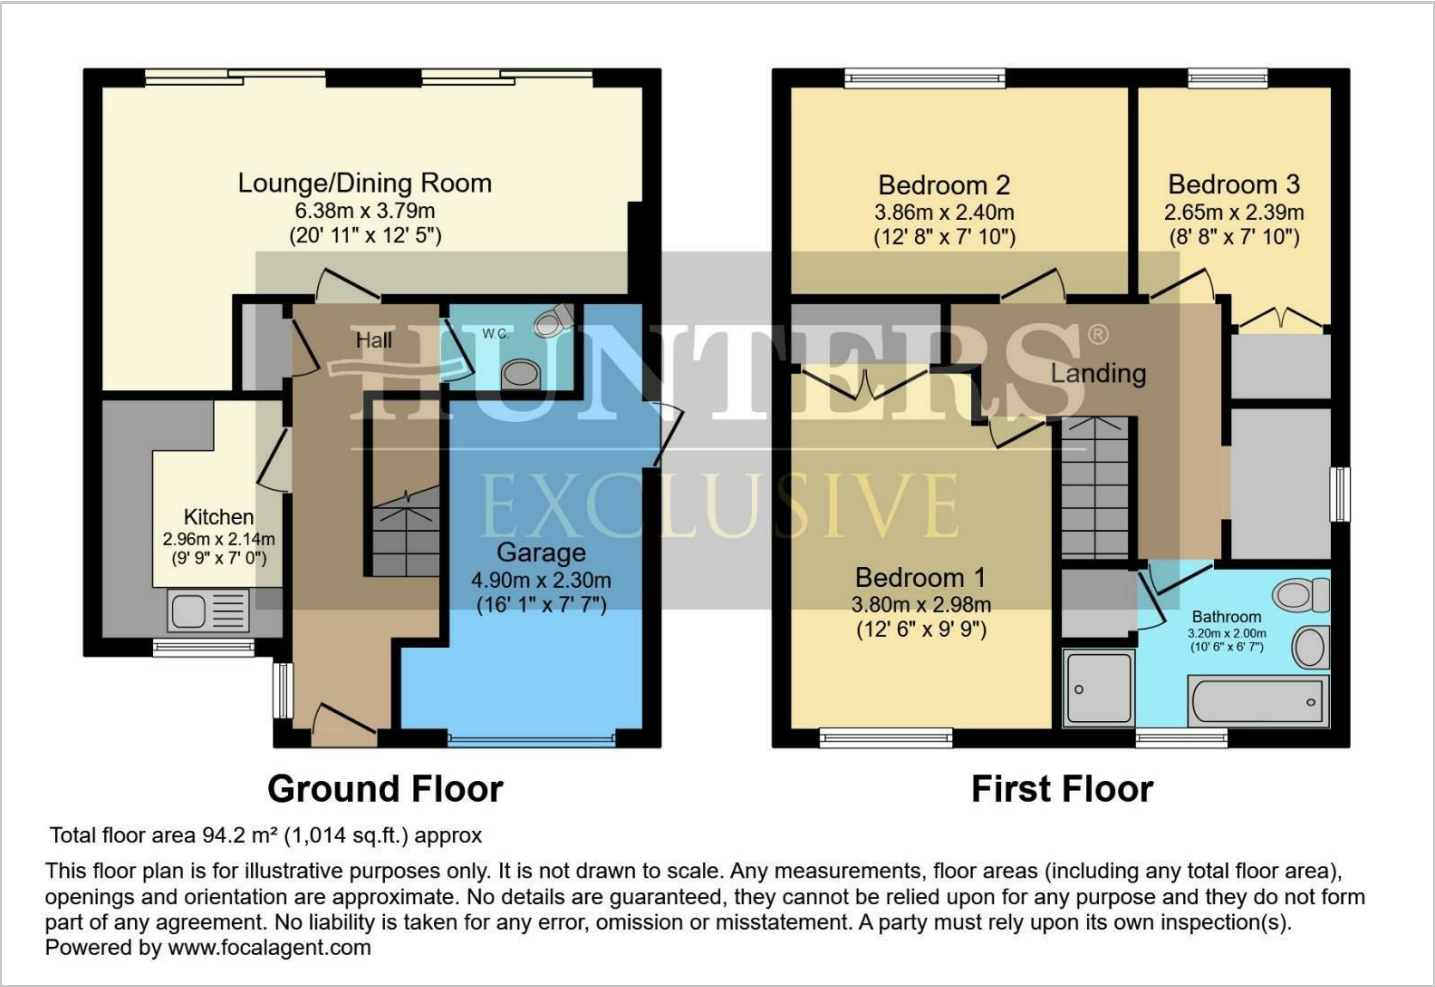 Lounge/Dining Room
6.38m x 3.79m
(20' 11" x 12' 5")
Hall
W.C.
Kitchen
2.96m x 2.14m
(9' 9" x 7' 0")
Garage
4.90m x 2.30m
(16' 1" x 7' 7")
Bedroom 2
3.86m x 2.40m
(12' 8" x 7' 10")
Bedroom 3
2.65m x 2.39m
(8' 8" x 7' 10")
Landing
Bedroom 1
3.80m x 2.98m
(12' 6" x 9' 9")
Bathroom
3.20m x 2.00m
(10' 6" x 6' 7")
HUNTERS®
EXCLUSIVE
Ground Floor
First Floor
Total floor area 94.2 m² (1,014 sq.ft.) approx
This floor plan is for illustrative purposes only. It is not drawn to scale. Any measurements, floor areas (including any total floor area),
openings and orientation are approximate. No details are guaranteed, they cannot be relied upon for any purpose and they do not form
part of any agreement. No liability is taken for any error, omission or misstatement. A party must rely upon its own inspection(s).
Powered by www.focalagent.com